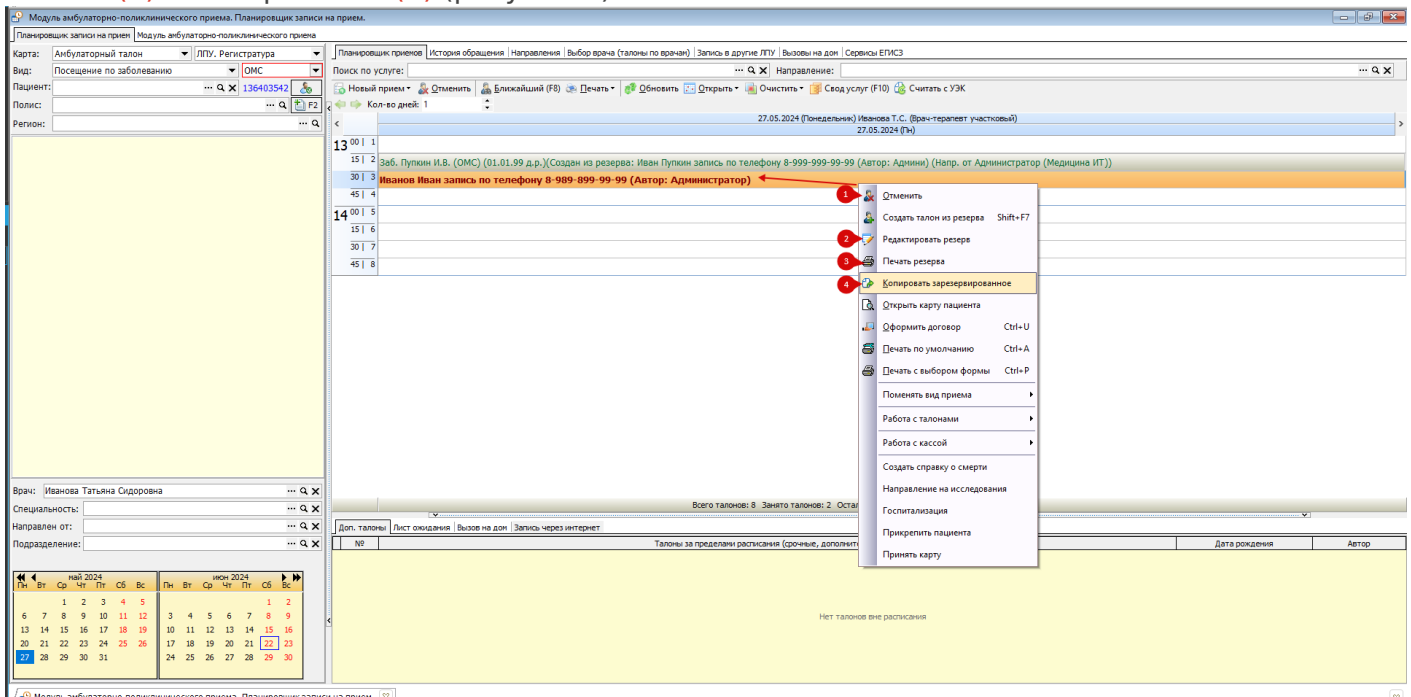 Модуль амбулаторно-поликлинического приема. Планировщик записи на прием.
Планировщик записи на прием Модуль амбулаторно-поликлинического приема
Карта: Амбулаторный талон ЛПУ. Регистратура
Вид: Посещение по заболеванию ОМС
Пациент: 136403542
Полис: F2
Регион:
Планировщик приемов История обращения Направления Выбор врача (талоны по врачам) Запись в другие ЛПУ Вызовы на дом Сервисы ЕГИСЗ
Поиск по услуге: Направление:
Новый прием Отменить Ближайший (F8) Печать Обновить Открыть Очистить Свод услуг (F10) Считать с УЭК
Кол-во дней: 1
27.05.2024 (Понедельник) Иванова Т.С. (Врач-терапевт участковый)
27.05.2024 (Пн)
13 00 | 1
15 | 2 Заб. Пупкин И.В. (ОМС) (01.01.99 д.р.)(Создан из резерва: Иван Пупкин запись по телефону 8-999-999-99-99 (Автор: Админи) (Напр. от Администратор (Медицина ИТ))
30 | 3 Иванов Иван запись по телефону 8-989-899-99-99 (Автор: Администратор)
45 | 4
14 00 | 5
15 | 6
30 | 7
45 | 8
1 Отменить
Создать талон из резерва Shift+F7
2 Редактировать резерв
3 Печать резерва
4 Копировать зарезервированное
Открыть карту пациента
Оформить договор Ctrl+U
Печать по умолчанию Ctrl+A
Печать с выбором формы Ctrl+P
Поменять вид приема
Работа с талонами
Работа с кассой
Создать справку о смерти
Направление на исследования
Госпитализация
Прикрепить пациента
Принять карту
Всего талонов: 8 Занято талонов: 2
Врач: Иванова Татьяна Сидоровна
Специальность:
Направлен от:
Подразделение:
Доп. талоны Лист ожидания Вызов на дом Запись через интернет
№ Талоны за пределами расписания (срочные, Дата рождения Автор
Нет талонов вне расписания
май 2024 июн 2024
Пн Вт Ср Чт Пт Сб Вс Пн Вт Ср Чт Пт Сб Вс
1 2 3 4 5 1 2
6 7 8 9 10 11 12 3 4 5 6 7 8 9
13 14 15 16 17 18 19 10 11 12 13 14 15 16
20 21 22 23 24 25 26 17 18 19 20 21 22 23
27 28 29 30 31 24 25 26 27 28 29 30